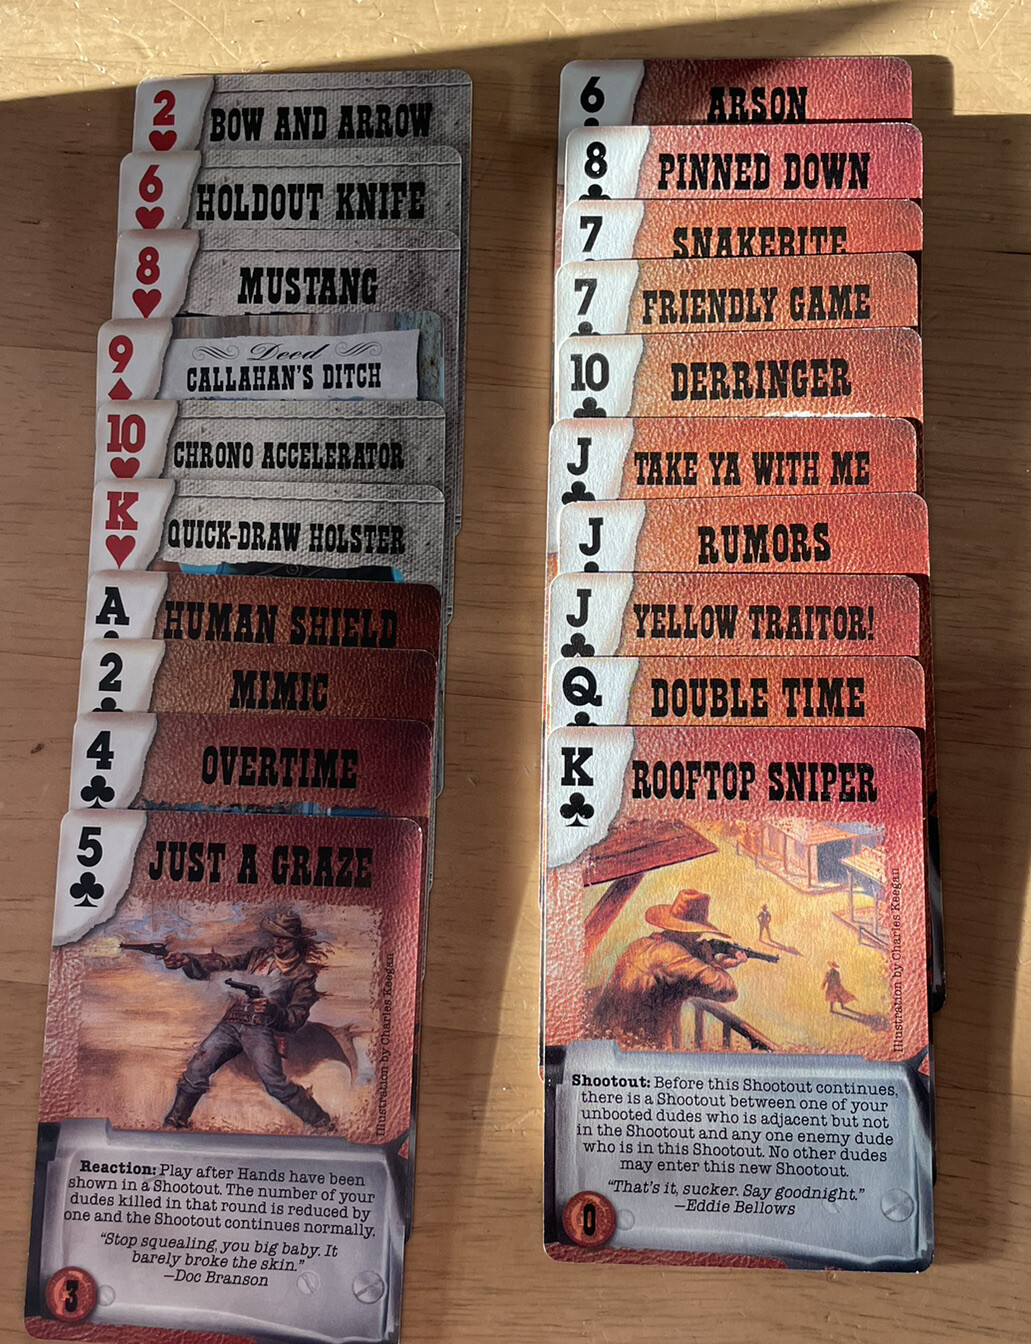 2
BOW AND ARROW
6
HOLDOUT KNIFE
8
MUSTANG
9
Deed
CALLAHAN'S DITCH
10
CHRONO ACCELERATOR
K
QUICK-DRAW HOLSTER
A
HUMAN SHIELD
2
MIMIC
4
OVERTIME
5
JUST A GRAZE
Illustration by Charles Keegan
Reaction: Play after Hands have been
shown in a Shootout. The number of your
dudes killed in that round is reduced by
one and the Shootout continues normally.
"Stop squealing, you big baby. It
barely broke the skin."
—Doc Branson
3
6
ARSON
8
PINNED DOWN
7
SNAKEBITE
7
FRIENDLY GAME
10
DERRINGER
J
TAKE YA WITH ME
J
RUMORS
J
YELLOW TRAITOR!
Q
DOUBLE TIME
K
ROOFTOP SNIPER
Illustration by Charles Keegan
Shootout: Before this Shootout continues,
there is a Shootout between one of your
unbooted dudes who is adjacent but not
in the Shootout and any one enemy dude
who is in this Shootout. No other dudes
may enter this new Shootout.
"That's it, sucker. Say goodnight."
—Eddie Bellows
0